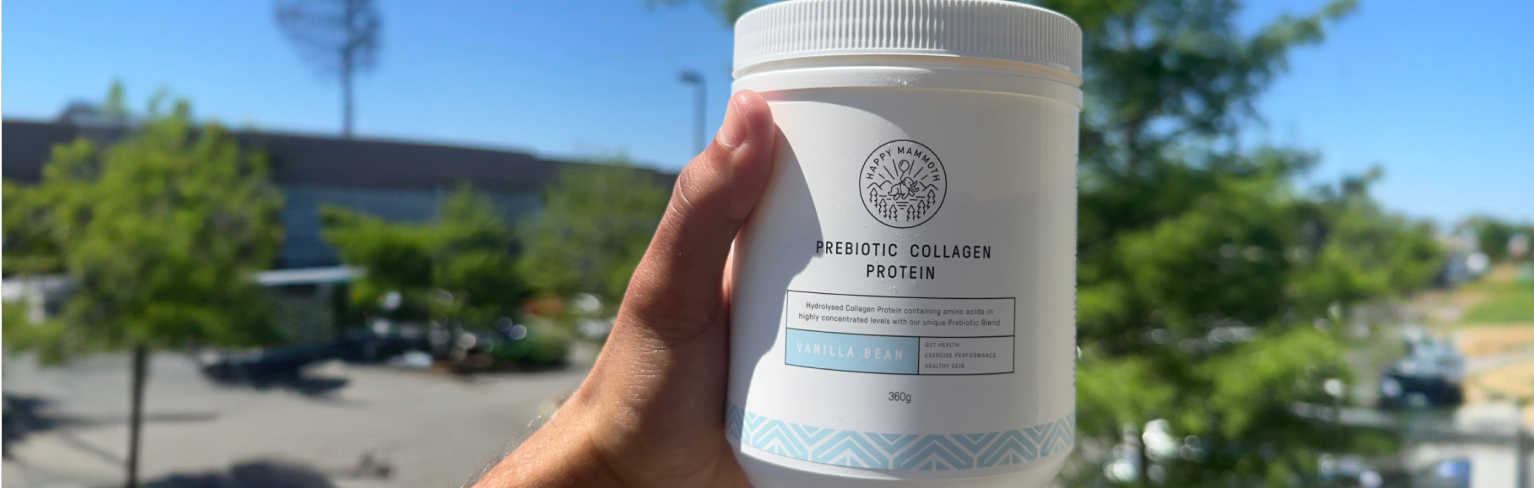 HAPPY MAMMOTH
PREBIOTIC COLLAGEN
PROTEIN
Hydrolysed Collagen Protein containing amino acids in
highly concentrated levels with our unique Prebiotic Blend
VANILLA BEAN
GUT HEALTH
EXERCISE PERFORMANCE
HEALTHY SKIN
360g